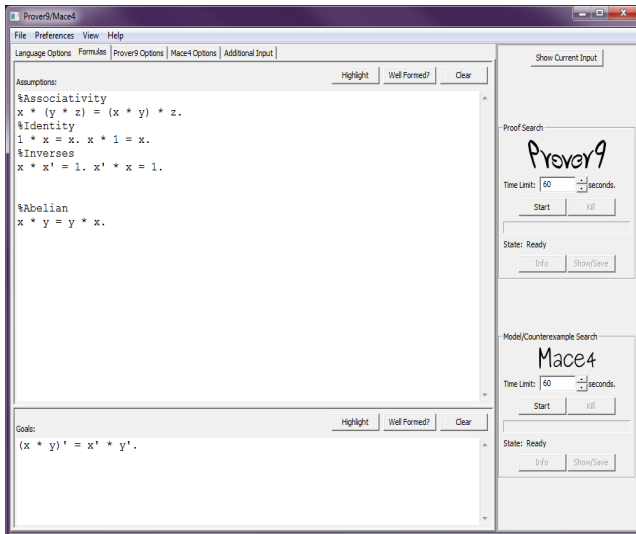 Prover9/Mace4
File Preferences View Help
Language Options Formulas Prover9 Options Mace4 Options Additional Input
Show Current Input
Assumptions:
Highlight Well Formed? Clear
%Associativity
x * (y * z) = (x * y) * z.
%Identity
1 * x = x. x * 1 = x.
%Inverses
x * x' = 1. x' * x = 1.
%Abelian
x * y = y * x.
Goals:
Highlight Well Formed? Clear
(x * y)' = x' * y'.
Proof Search
Prover9
Time Limit: 60 seconds.
Start Kill
State: Ready
Info Show/Save
Model/Counterexample Search
Mace4
Time Limit: 60 seconds.
Start Kill
State: Ready
Info Show/Save